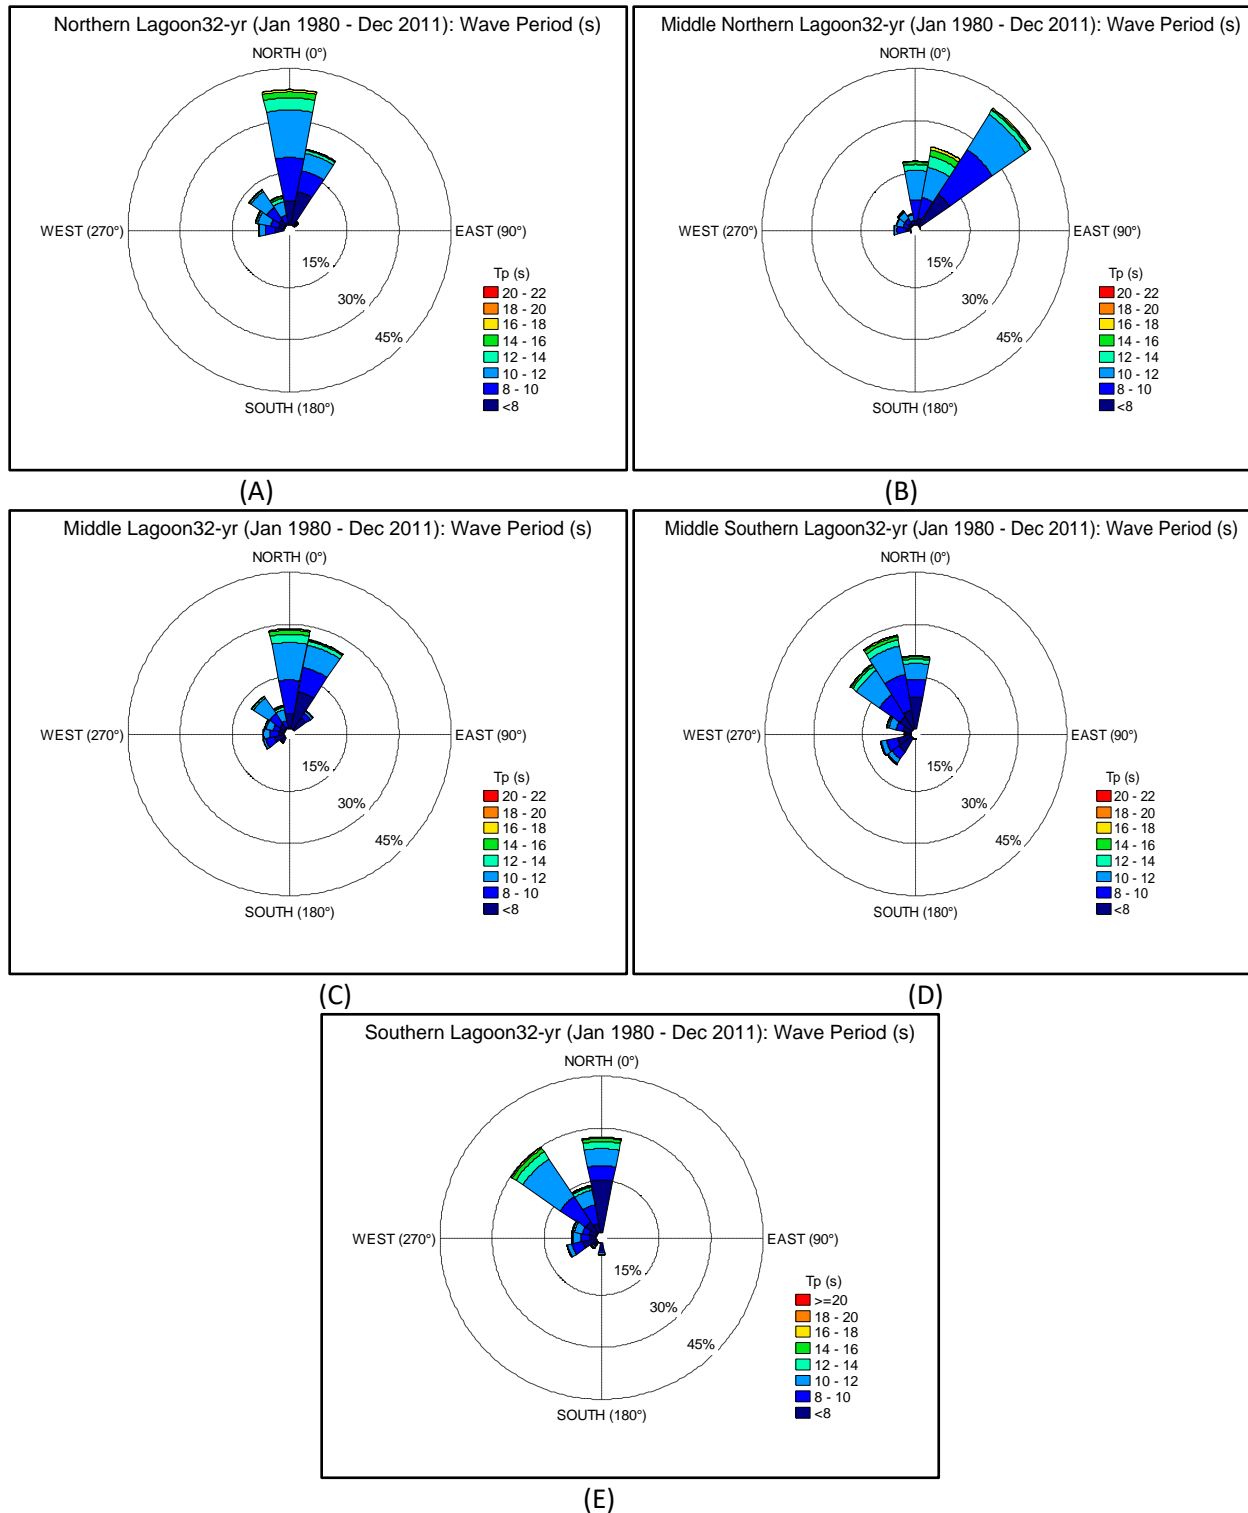 Northern Lagoon32-yr (Jan 1980 - Dec 2011): Wave Period (s)
NORTH (0°)
WEST (270°)
EAST (90°)
15%
30%
45%
SOUTH (180°)
Tp (s)
20 - 22
18 - 20
16 - 18
14 - 16
12 - 14
10 - 12
8 - 10
<8
(A)
Middle Northern Lagoon32-yr (Jan 1980 - Dec 2011): Wave Period (s)
NORTH (0°)
WEST (270°)
EAST (90°)
15%
30%
45%
SOUTH (180°)
Tp (s)
20 - 22
18 - 20
16 - 18
14 - 16
12 - 14
10 - 12
8 - 10
<8
(B)
Middle Lagoon32-yr (Jan 1980 - Dec 2011): Wave Period (s)
NORTH (0°)
WEST (270°)
EAST (90°)
15%
30%
45%
SOUTH (180°)
Tp (s)
20 - 22
18 - 20
16 - 18
14 - 16
12 - 14
10 - 12
8 - 10
<8
(C)
Middle Southern Lagoon32-yr (Jan 1980 - Dec 2011): Wave Period (s)
NORTH (0°)
WEST (270°)
EAST (90°)
15%
30%
45%
SOUTH (180°)
Tp (s)
20 - 22
18 - 20
16 - 18
14 - 16
12 - 14
10 - 12
8 - 10
<8
(D)
Southern Lagoon32-yr (Jan 1980 - Dec 2011): Wave Period (s)
NORTH (0°)
WEST (270°)
EAST (90°)
15%
30%
45%
SOUTH (180°)
Tp (s)
>=20
18 - 20
16 - 18
14 - 16
12 - 14
10 - 12
8 - 10
<8
(E)